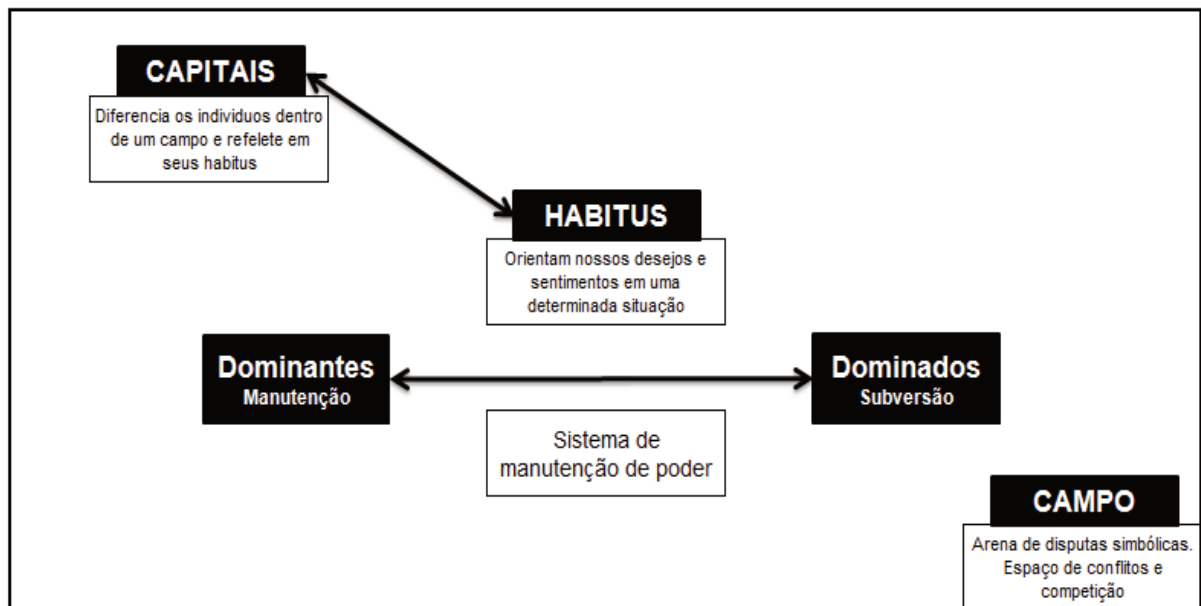 CAPITAIS
Diferencia os individuos dentro
de um campo e refelete em
seus habitus
HABITUS
Orientam nossos desejos e
sentimentos em uma
determinada situação
Dominantes
Manutenção
Dominados
Subversão
Sistema de
manutenção de poder
CAMPO
Arena de disputas simbólicas.
Espaço de conflitos e
competição